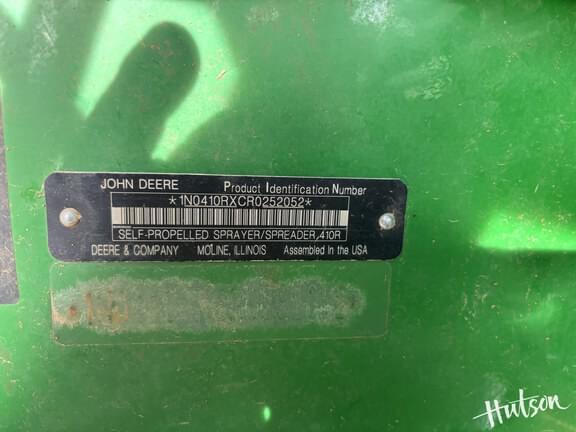 JOHN DEERE Product Identification Number
*1N0410RXCR0252052*
SELF-PROPELLED SPRAYER/SPREADER,410R
DEERE & COMPANY MOLINE, ILLINOIS Assembled in the USA
Hutson